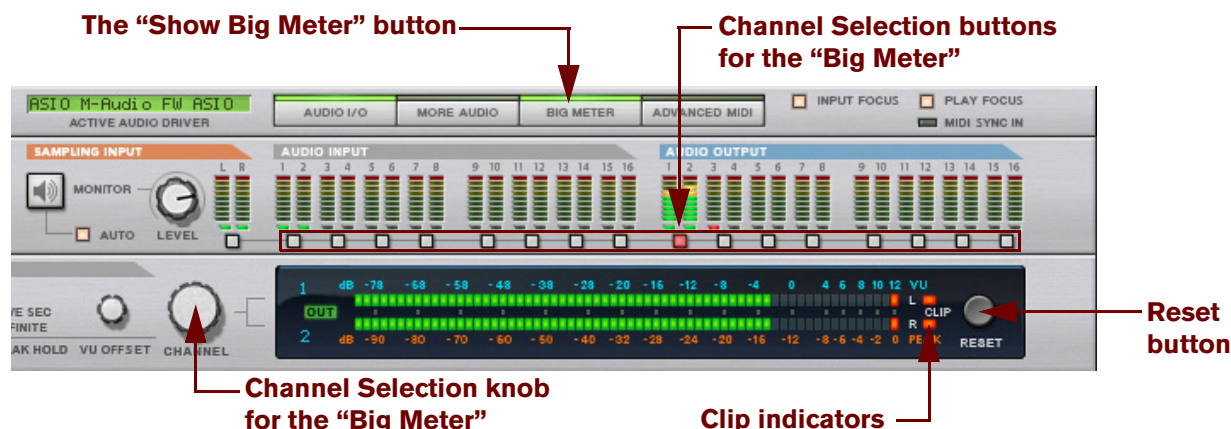 The “Show Big Meter” button
Channel Selection buttons
for the “Big Meter”
ASIO M-Audio FW ASIO
ACTIVE AUDIO DRIVER
AUDIO I/O
MORE AUDIO
BIG METER
ADVANCED MIDI
INPUT FOCUS
PLAY FOCUS
MIDI SYNC IN
SAMPLING INPUT
L R
AUDIO INPUT
1 2 3 4 5 6 7 8 9 10 11 12 13 14 15 16
AUDIO OUTPUT
1 2 3 4 5 6 7 8 9 10 11 12 13 14 15 16
MONITOR
AUTO
LEVEL
1 dB -78 -68 -58 -48 -38 -28 -20 -16 -12 -8 -4 0 4 6 8 10 12 VU
L
OUT
CLIP
R
2 dB -90 -80 -70 -60 -50 -40 -32 -28 -24 -20 -16 -12 -8 -6 -4 -2 0 PEAK
RESET
VE SEC
FINITE
AK HOLD
VU OFFSET
CHANNEL
Reset
button
Channel Selection knob
for the “Big Meter”
Clip indicators